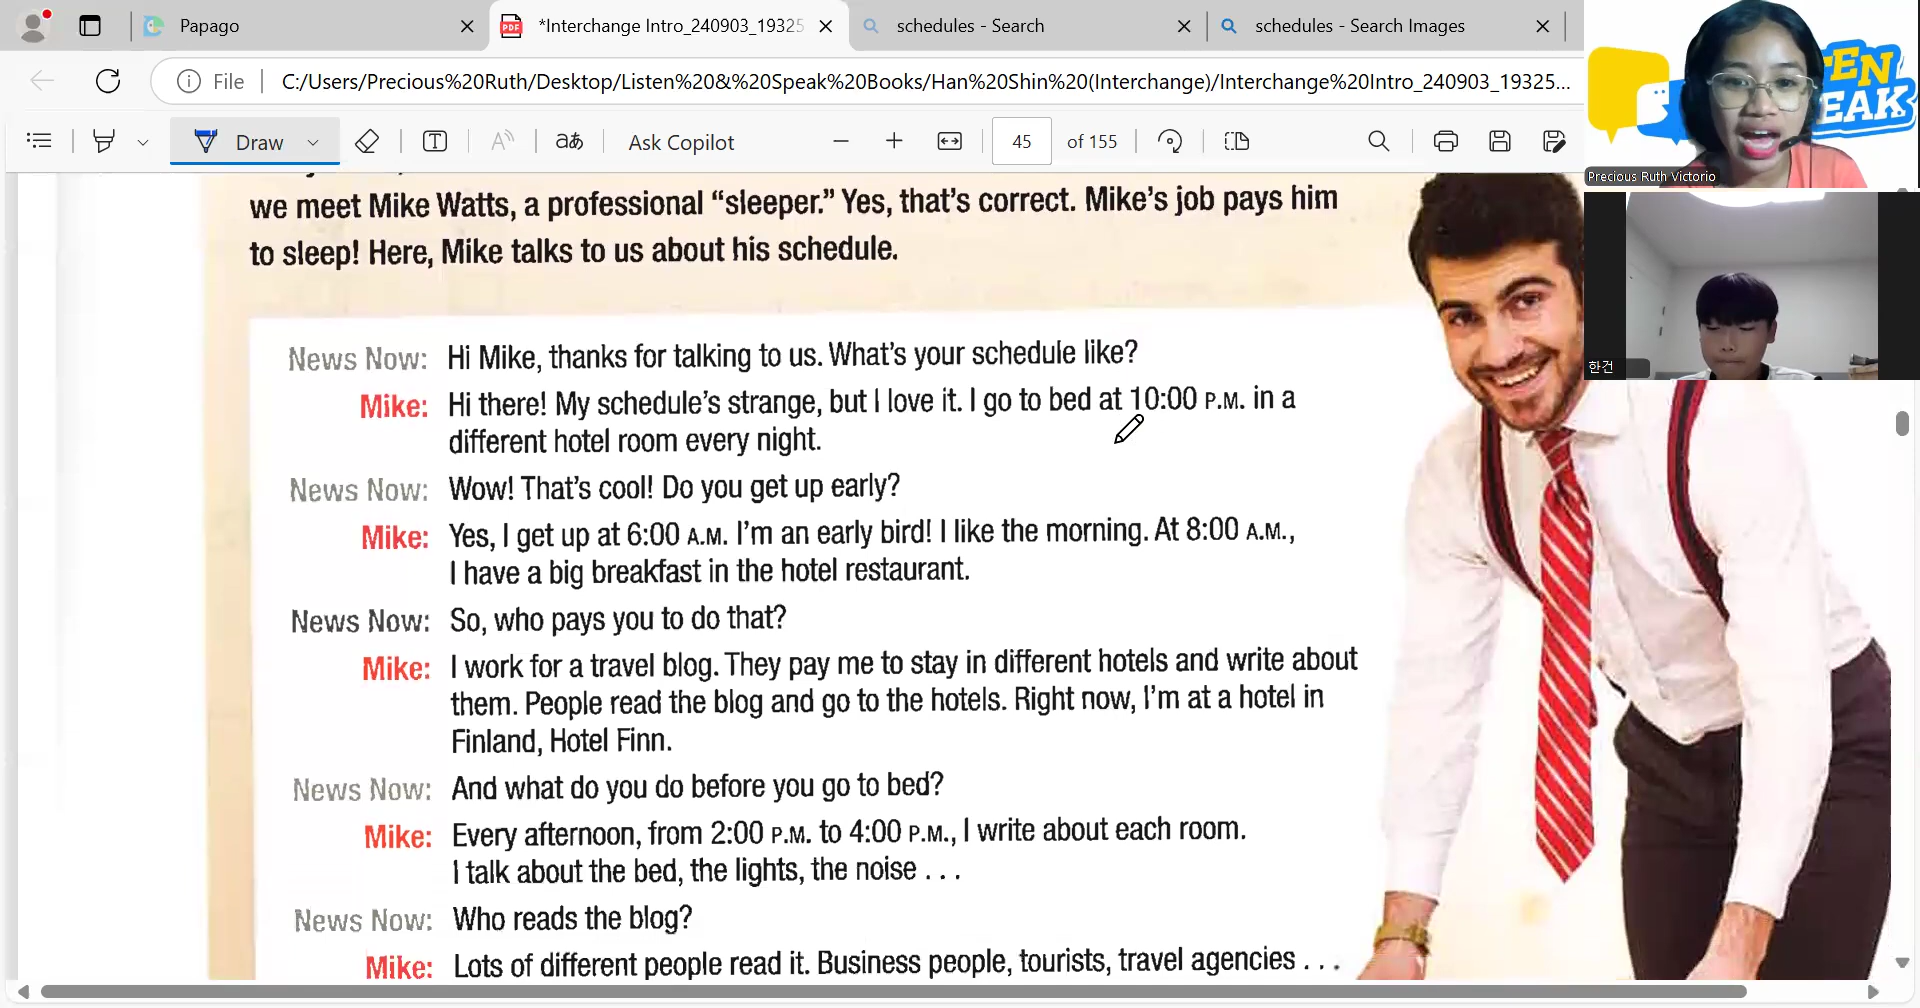 Papago
*Interchange Intro_240903_19325
schedules - Search
schedules - Search Images
File
C:/Users/Precious%20Ruth/Desktop/Listen%20&%20Speak%20Books/Han%20Shin%20(Interchange)/Interchange%20Intro_240903_19325...
PDF
Draw
T
A
aあ
Ask Copilot
45 of 155
EN
EAK
Precious Ruth Victorio
한건
we meet Mike Watts, a professional “sleeper.” Yes, that’s correct. Mike’s job pays him
to sleep! Here, Mike talks to us about his schedule.
News Now: Hi Mike, thanks for talking to us. What’s your schedule like?
Mike: Hi there! My schedule’s strange, but I love it. I go to bed at 10:00 P.M. in a
different hotel room every night.
News Now: Wow! That’s cool! Do you get up early?
Mike: Yes, I get up at 6:00 A.M. I’m an early bird! I like the morning. At 8:00 A.M.,
I have a big breakfast in the hotel restaurant.
News Now: So, who pays you to do that?
Mike: I work for a travel blog. They pay me to stay in different hotels and write about
them. People read the blog and go to the hotels. Right now, I’m at a hotel in
Finland, Hotel Finn.
News Now: And what do you do before you go to bed?
Mike: Every afternoon, from 2:00 P.M. to 4:00 P.M., I write about each room.
I talk about the bed, the lights, the noise . . .
News Now: Who reads the blog?
Mike: Lots of different people read it. Business people, tourists, travel agencies . . .